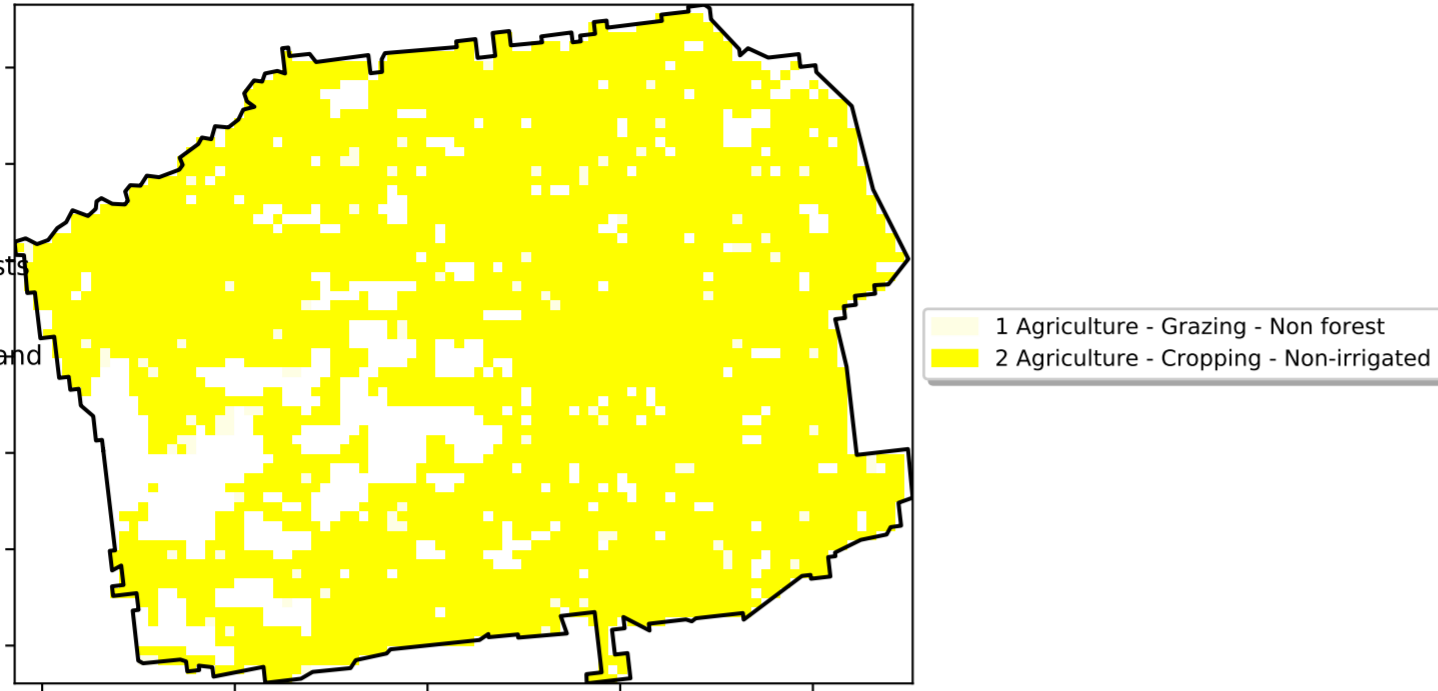 sts
1 Agriculture - Grazing - Non forest
and
2 Agriculture - Cropping - Non-irrigated